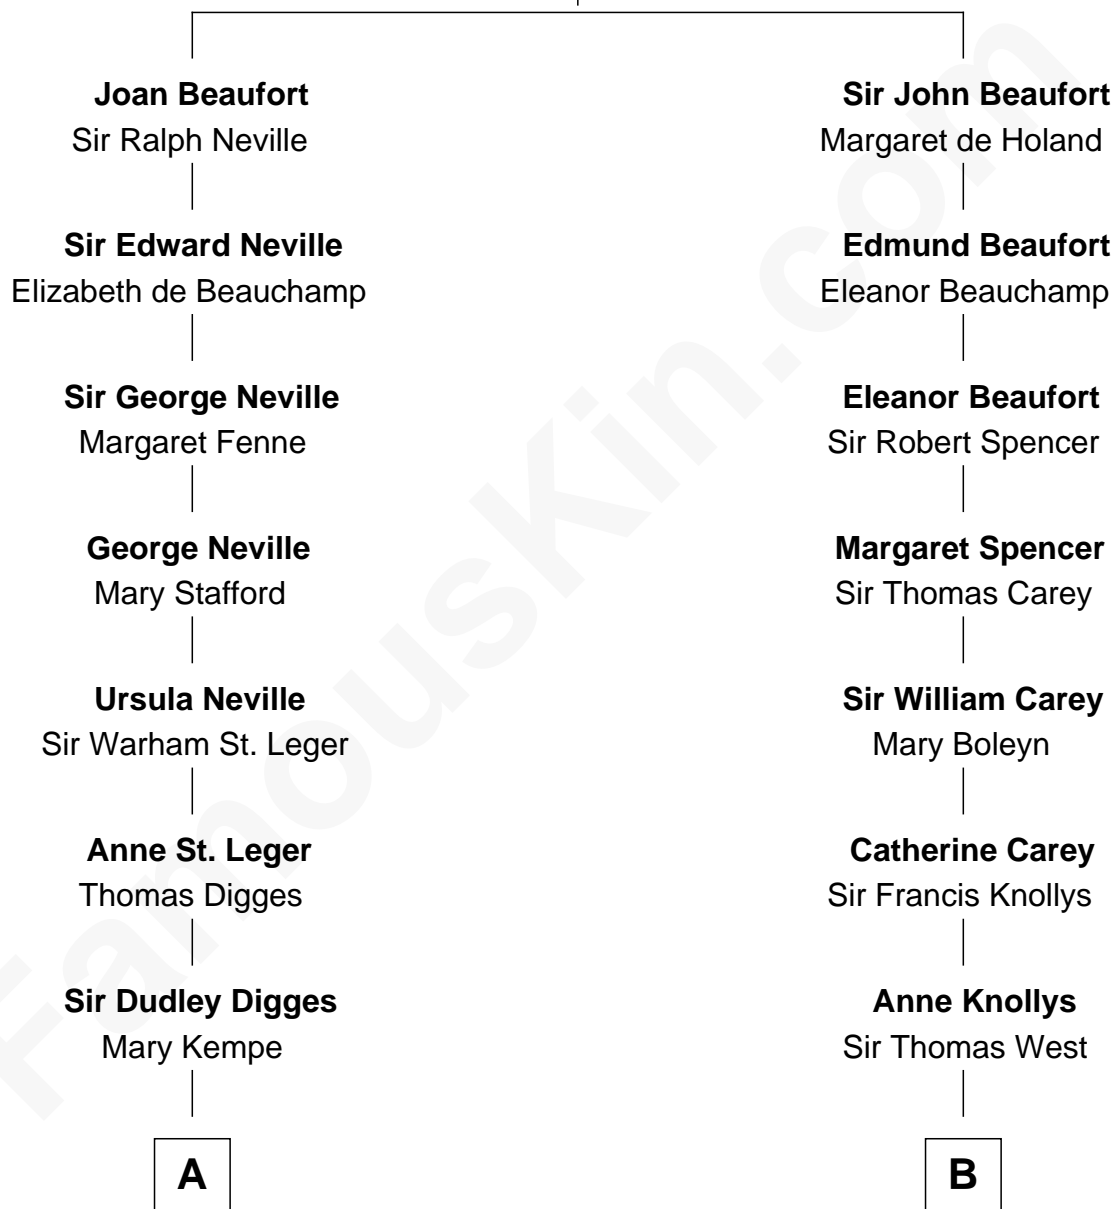 Joan Beaufort
Sir Ralph Neville
Sir Edward Neville
Elizabeth de Beauchamp
Sir George Neville
Margaret Fenne
George Neville
Mary Stafford
Ursula Neville
Sir Warham St. Leger
Anne St. Leger
Thomas Digges
Sir Dudley Digges
Mary Kempe
A
Sir John Beaufort
Margaret de Holand
Edmund Beaufort
Eleanor Beauchamp
Eleanor Beaufort
Sir Robert Spencer
Margaret Spencer
Sir Thomas Carey
Sir William Carey
Mary Boleyn
Catherine Carey
Sir Francis Knollys
Anne Knollys
Sir Thomas West
B
FamousKin.com